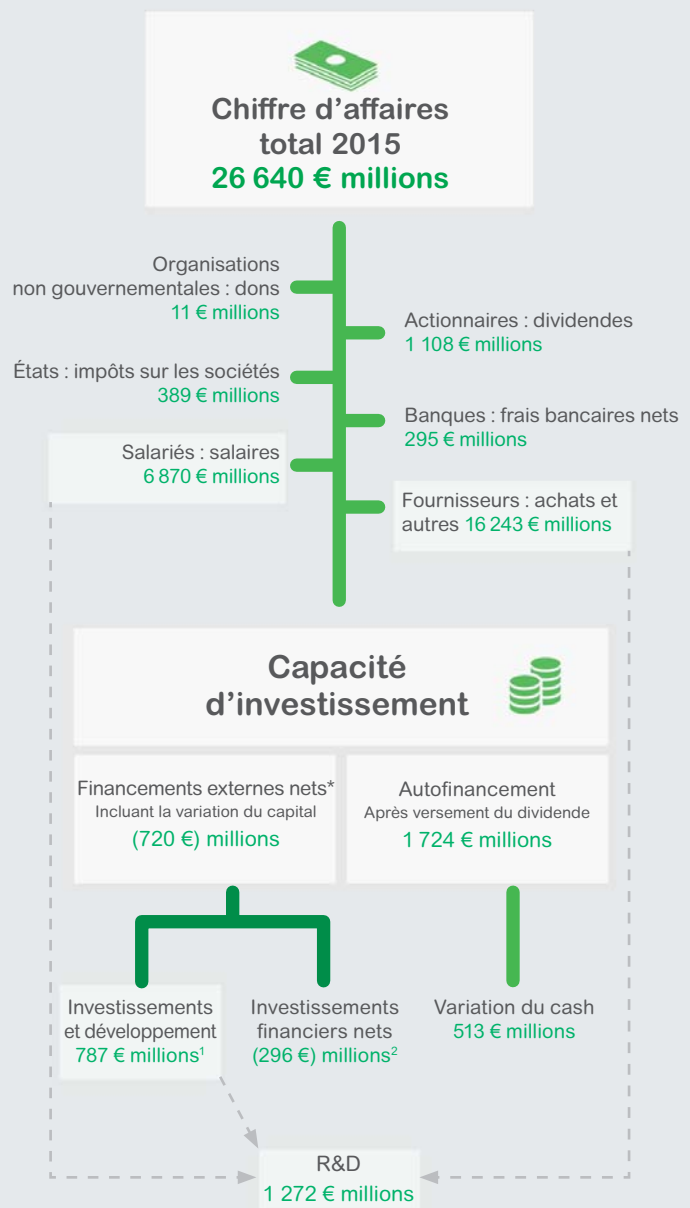 Chiffre d'affaires
total 2015
26 640 € millions
Organisations
non gouvernementales : dons
11 € millions
Actionnaires : dividendes
1 108 € millions
États : impôts sur les sociétés
389 € millions
Banques : frais bancaires nets
295 € millions
Salariés : salaires
6 870 € millions
Fournisseurs : achats et
autres 16 243 € millions
Capacité
d'investissement
Financements externes nets*
Incluant la variation du capital
(720 €) millions
Autofinancement
Après versement du dividende
1 724 € millions
Investissements
et développement
787 € millions¹
Investissements
financiers nets
(296 €) millions²
Variation du cash
513 € millions
R&D
1 272 € millions